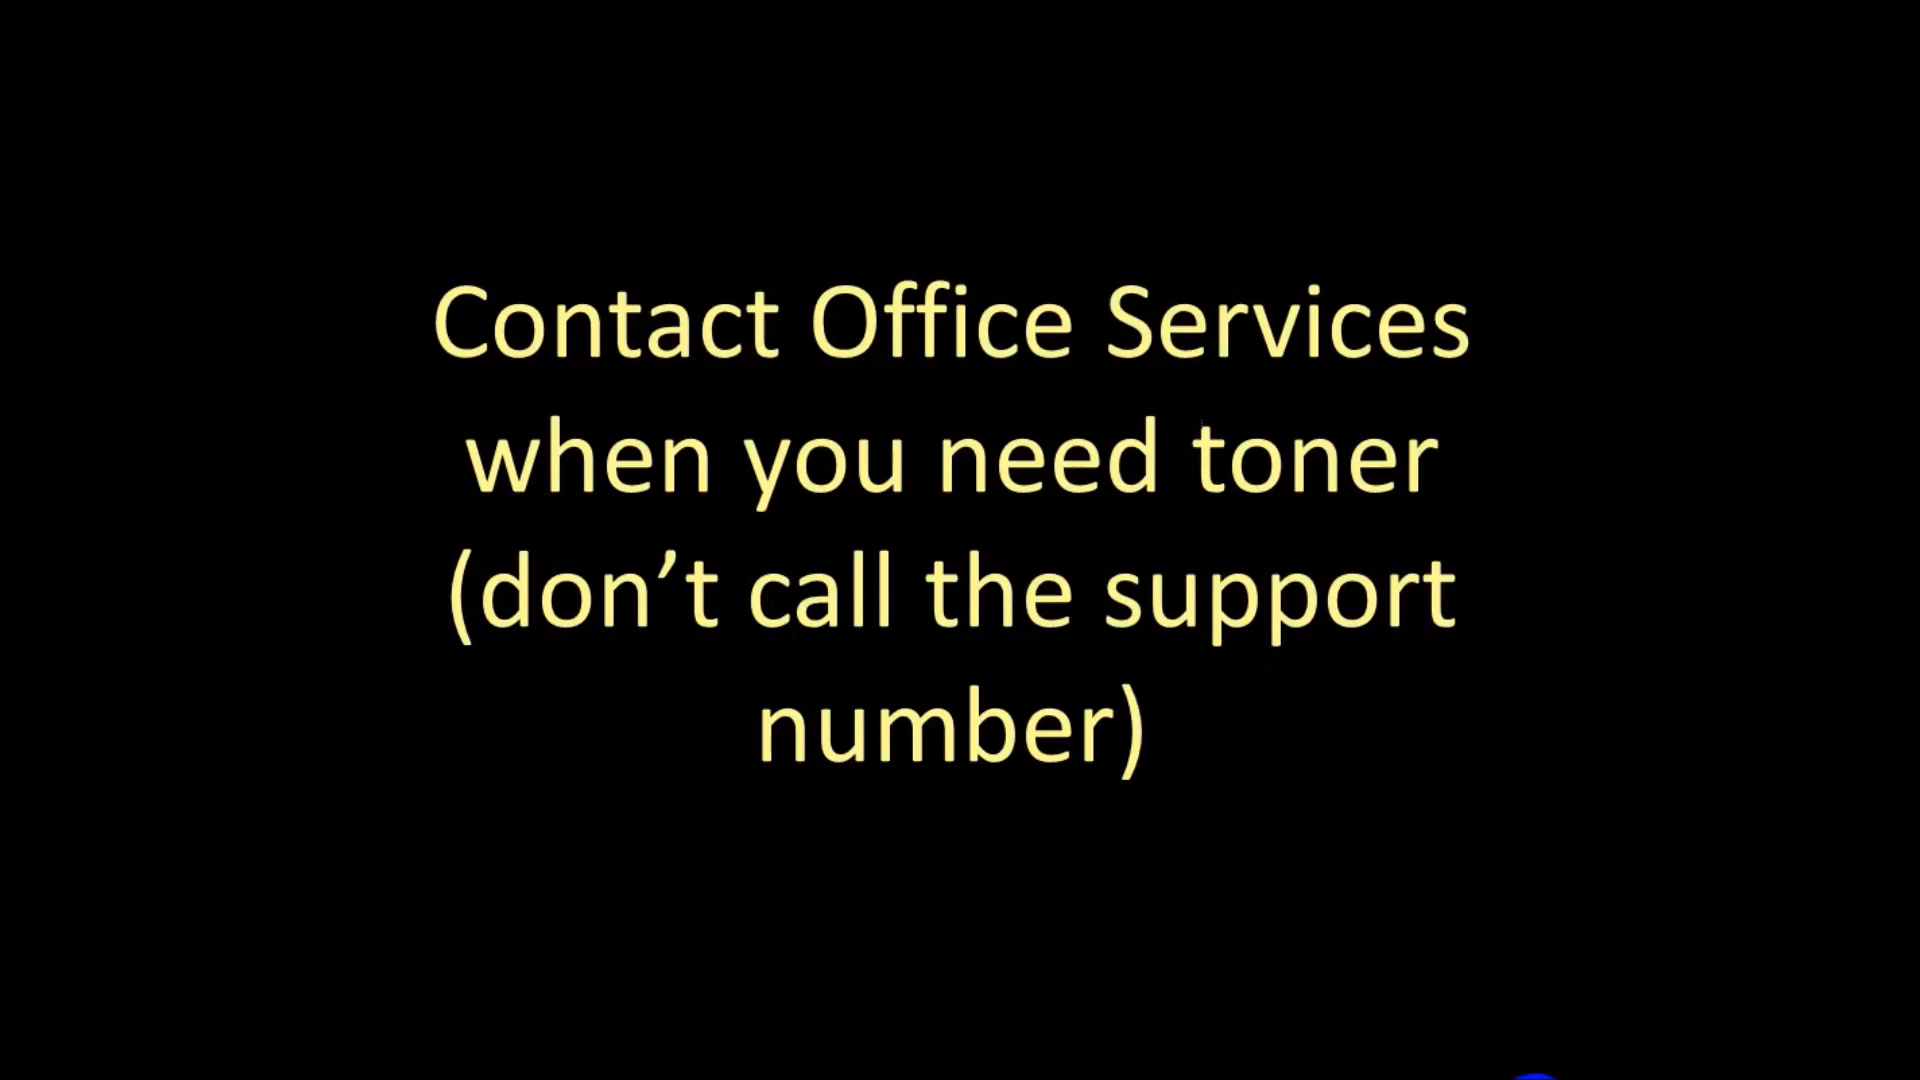 Contact Office Services
when you need toner
(don’t call the support
number)